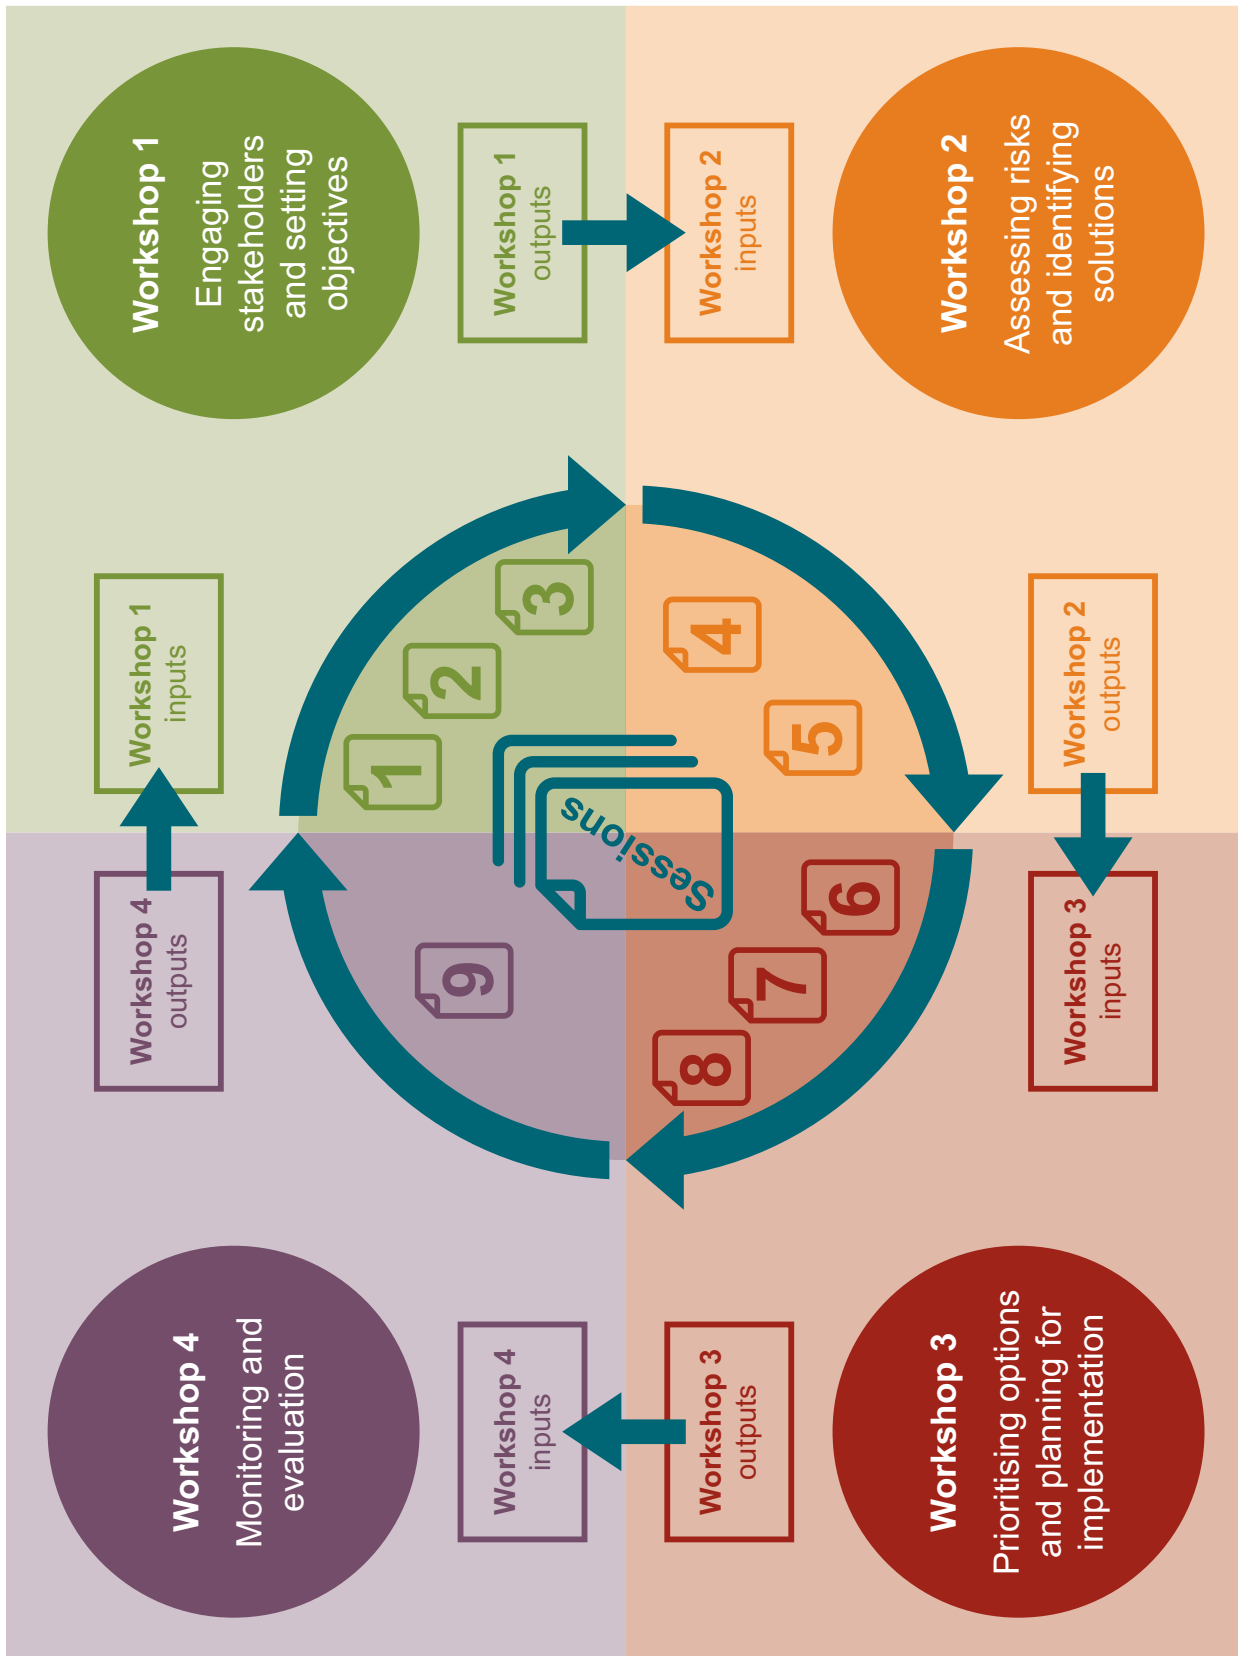 Workshop 1
Engaging
stakeholders
and setting
objectives
Workshop 1
outputs
Workshop 2
inputs
Workshop 2
Assessing risks
and identifying
solutions
Workshop 1
inputs
1
2
3
4
5
Workshop 2
outputs
Sessions
Workshop 4
outputs
9
8
7
6
Workshop 3
inputs
Workshop 4
Monitoring and
evaluation
Workshop 4
inputs
Workshop 3
outputs
Workshop 3
Prioritising options
and planning for
implementation